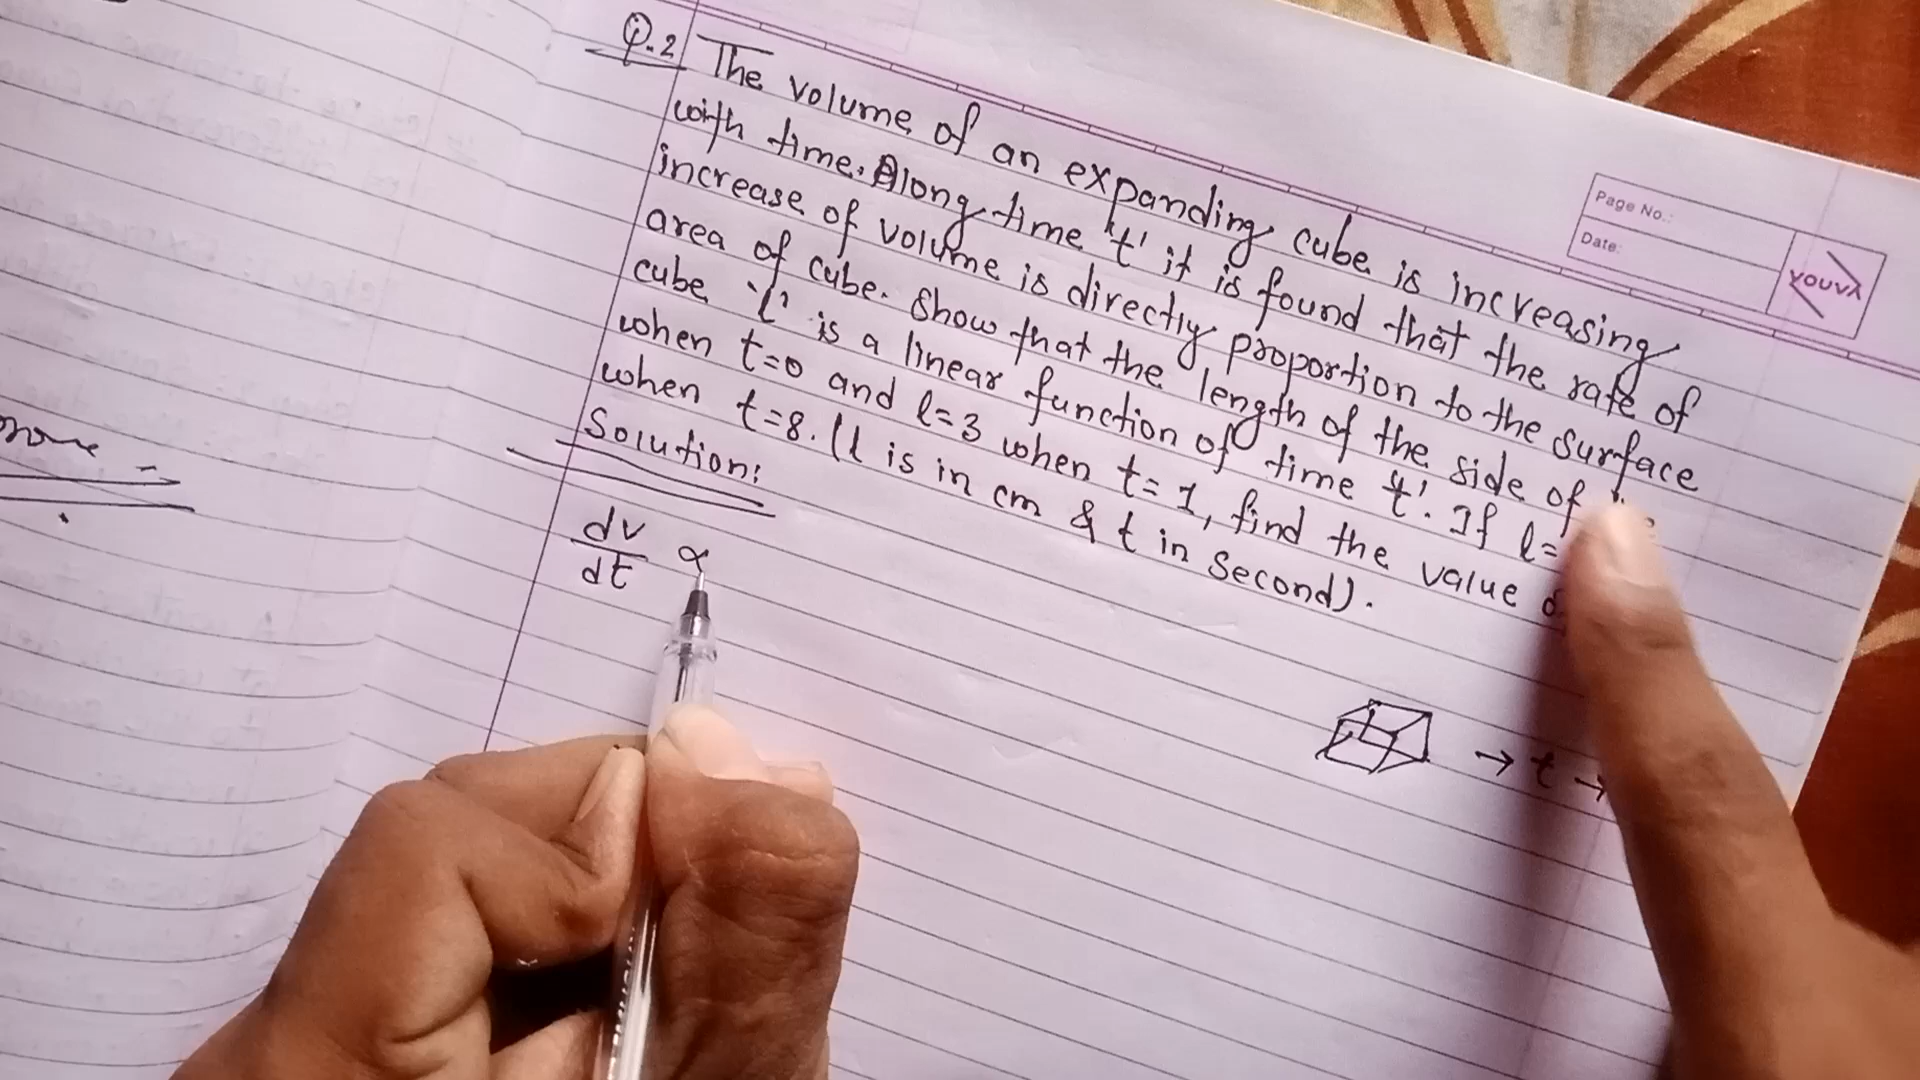 Q.2 The volume of an expanding cube is increasing
with time. Along time 't' it is found that the rate of
increase of volume is directly proportion to the surface
area of cube. Show that the length of the side of
cube 'l' is a linear function of time 't'. If l=
when t=0 and l=3 when t=1, find the value
when t=8. (l is in cm & t in second).
Solution:
dv
dt
∝
→ t →
Page No.:
Date:
YOUVA